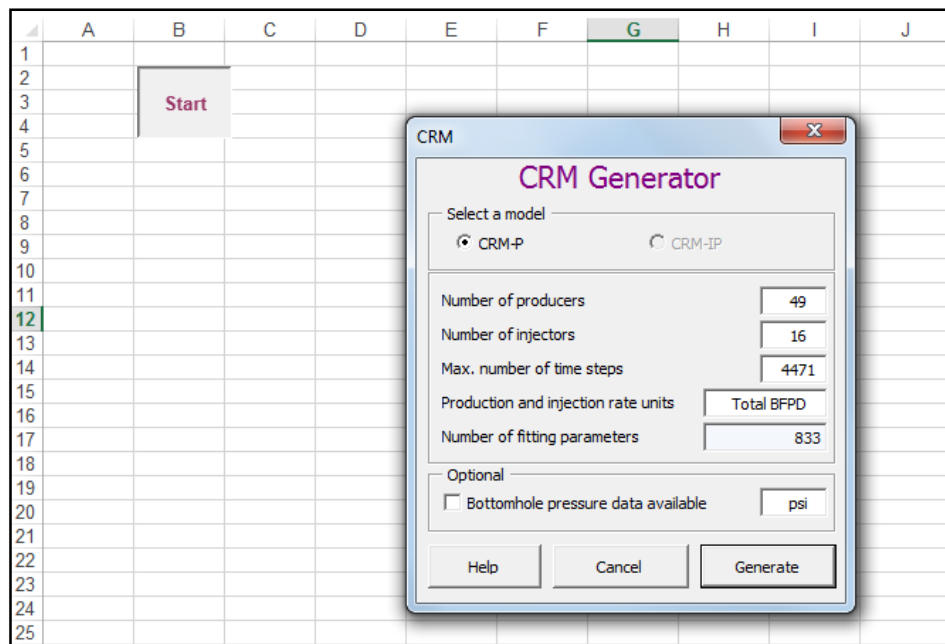 A B C D E F G H I J
1
2
3 Start
4
5 CRM X
6 CRM Generator
7
8 Select a model
9 CRM-P CRM-IP
10
11 Number of producers 49
12
13 Number of injectors 16
14 Max. number of time steps 4471
15 Production and injection rate units Total BFPD
16
17 Number of fitting parameters 833
18
19 Optional
20 Bottomhole pressure data available psi
21
22 Help Cancel Generate
23
24
25